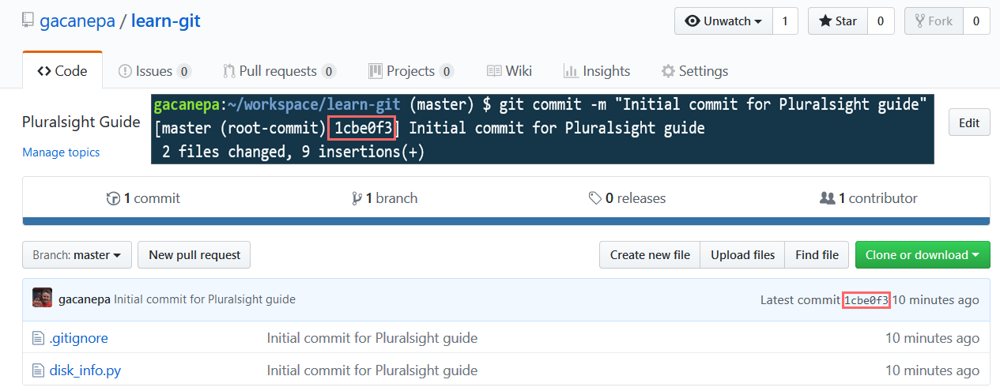 gacanepa / learn-git
Unwatch 1 Star 0 Fork 0
Code Issues 0 Pull requests 0 Projects 0 Wiki Insights Settings
Pluralsight Guide
Manage topics
gacanepa:~/workspace/learn-git (master) $ git commit -m "Initial commit for Pluralsight guide"
[master (root-commit) 1cbe0f3] Initial commit for Pluralsight guide
2 files changed, 9 insertions(+)
Edit
1 commit 1 branch 0 releases 1 contributor
Branch: master New pull request Create new file Upload files Find file Clone or download
gacanepa Initial commit for Pluralsight guide Latest commit 1cbe0f3 10 minutes ago
.gitignore Initial commit for Pluralsight guide 10 minutes ago
disk_info.py Initial commit for Pluralsight guide 10 minutes ago